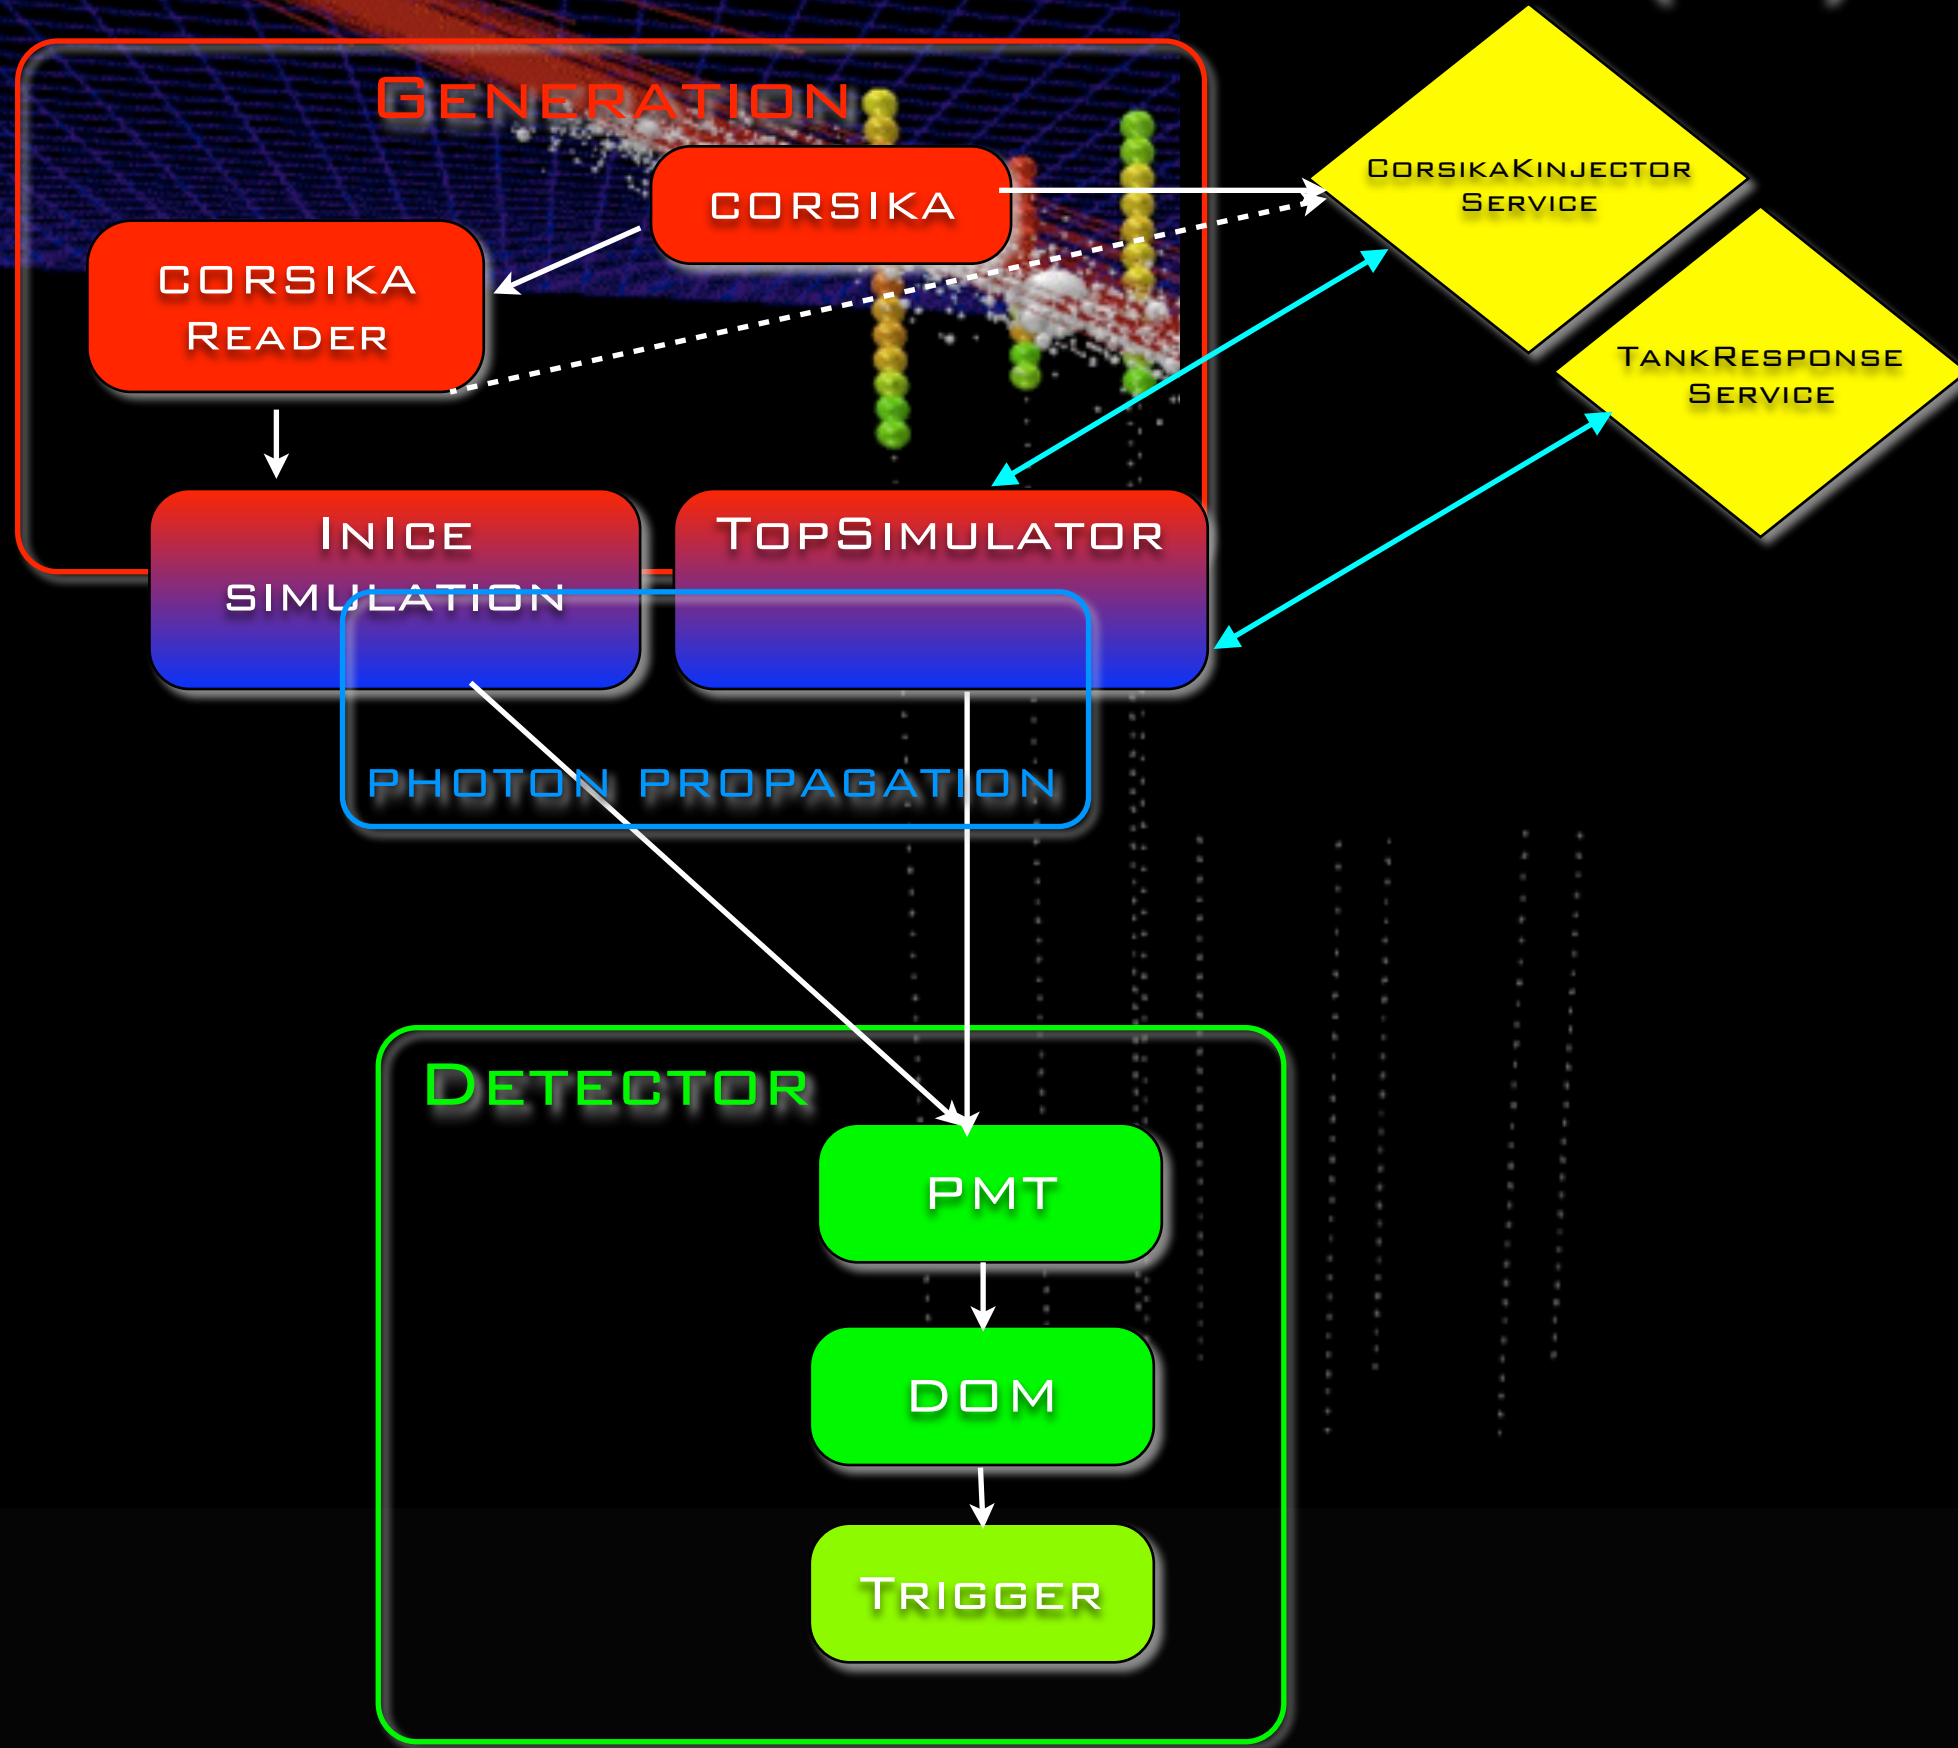 Generation
CORSIKA
CORSIKA
Reader
CorsikaKinjector
Service
TankResponse
Service
InIce
simulation
TopSimulator
photon propagation
Detector
PMT
DOM
Trigger